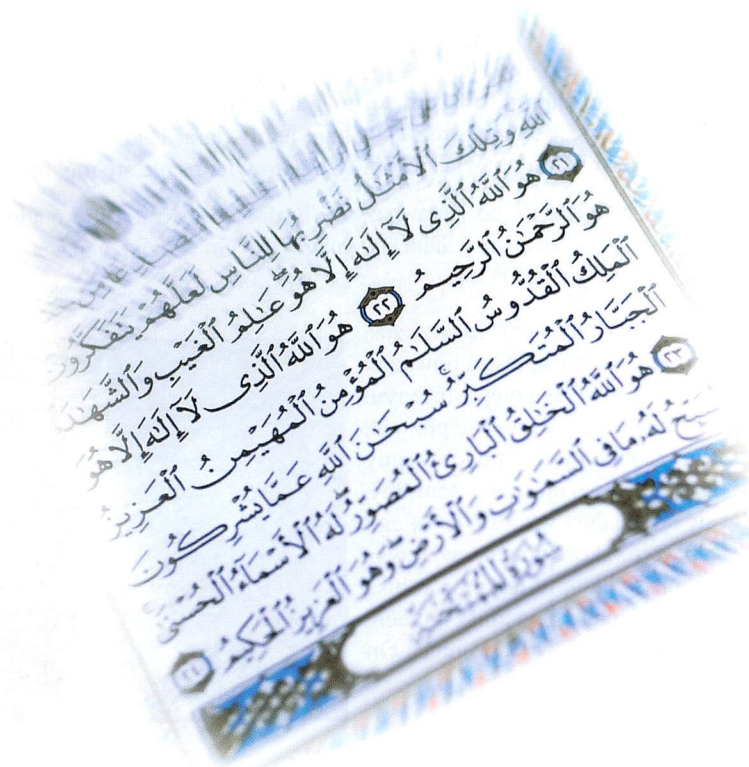 ٱللَّهِ وَتِلْكَ ٱلْأَمْثَٰلُ نَضْرِبُهَا لِلنَّاسِ لَعَلَّهُمْ يَتَفَكَّرُونَ
٢١ هُوَ ٱللَّهُ ٱلَّذِى لَآ إِلَٰهَ إِلَّا هُوَ ۖ عَٰلِمُ ٱلْغَيْبِ وَٱلشَّهَٰدَةِ
هُوَ ٱلرَّحْمَٰنُ ٱلرَّحِيمُ ٢٢ هُوَ ٱللَّهُ ٱلَّذِى لَآ إِلَٰهَ إِلَّا هُوَ
ٱلْمَلِكُ ٱلْقُدُّوسُ ٱلسَّلَٰمُ ٱلْمُؤْمِنُ ٱلْمُهَيْمِنُ ٱلْعَزِيزُ
ٱلْجَبَّارُ ٱلْمُتَكَبِّرُ ۚ سُبْحَٰنَ ٱللَّهِ عَمَّا يُشْرِكُونَ
٢٣ هُوَ ٱللَّهُ ٱلْخَٰلِقُ ٱلْبَارِئُ ٱلْمُصَوِّرُ ۖ لَهُ ٱلْأَسْمَآءُ ٱلْحُسْنَىٰ ۚ
يُسَبِّحُ لَهُۥ مَا فِى ٱلسَّمَٰوَٰتِ وَٱلْأَرْضِ ۖ وَهُوَ ٱلْعَزِيزُ ٱلْحَكِيمُ ٢٤
سُورَةُ ٱلْمُمْتَحَنَةِ